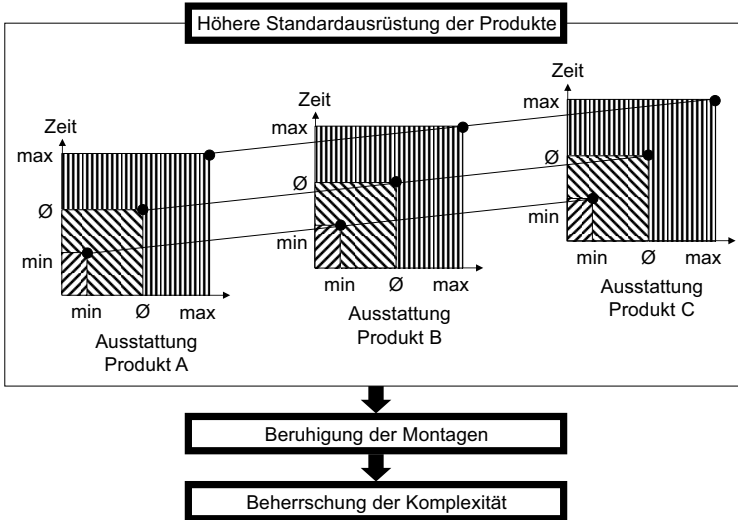 Höhere Standardausrüstung der Produkte
Zeit
max
Ø
min
min Ø max
Ausstattung
Produkt A
Zeit
max
Ø
min
min Ø max
Ausstattung
Produkt B
Zeit
max
Ø
min
min Ø max
Ausstattung
Produkt C
Beruhigung der Montagen
Beherrschung der Komplexität